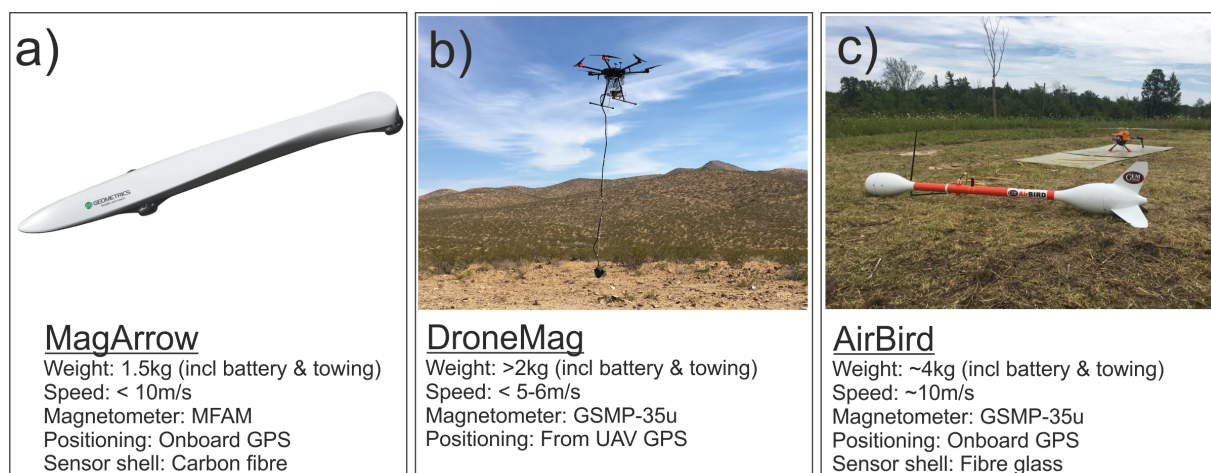 a)
GEOMETRICS
MagArrow
Weight: 1.5kg (incl battery & towing)
Speed: < 10m/s
Magnetometer: MFAM
Positioning: Onboard GPS
Sensor shell: Carbon fibre
b)
DroneMag
Weight: >2kg (incl battery & towing)
Speed: < 5-6m/s
Magnetometer: GSMP-35u
Positioning: From UAV GPS
c)
GEM
AirBIRD
AirBird
Weight: ~4kg (incl battery & towing)
Speed: ~10m/s
Magnetometer: GSMP-35u
Positioning: Onboard GPS
Sensor shell: Fibre glass